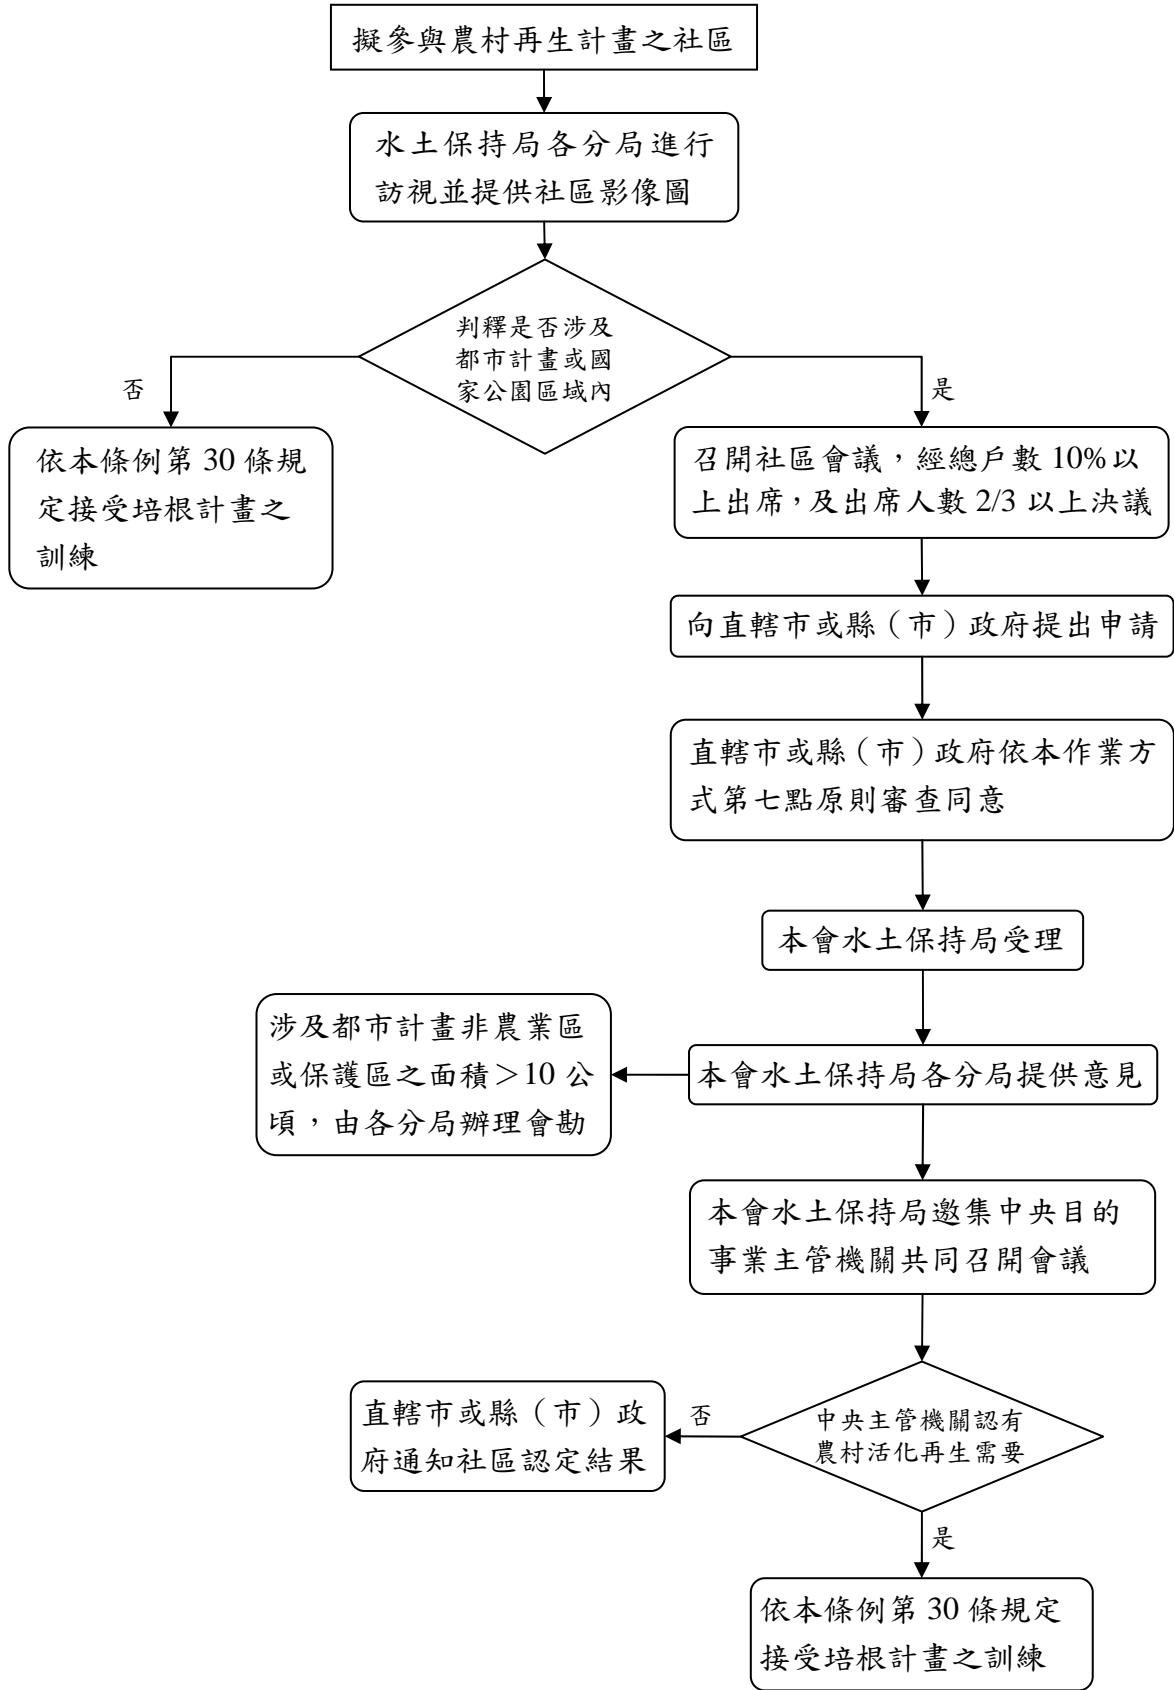 擬參與農村再生計畫之社區
水土保持局各分局進行
訪視並提供社區影像圖
判釋是否涉及
都市計畫或國
家公園區域內
否
是
依本條例第 30 條規
定接受培根計畫之
訓練
召開社區會議，經總戶數 10%以
上出席，及出席人數 2/3 以上決議
向直轄市或縣（市）政府提出申請
直轄市或縣（市）政府依本作業方
式第七點原則審查同意
本會水土保持局受理
本會水土保持局各分局提供意見
涉及都市計畫非農業區
或保護區之面積＞10 公
頃，由各分局辦理會勘
本會水土保持局邀集中央目的
事業主管機關共同召開會議
中央主管機關認有
農村活化再生需要
否
直轄市或縣（市）政
府通知社區認定結果
是
依本條例第 30 條規定
接受培根計畫之訓練